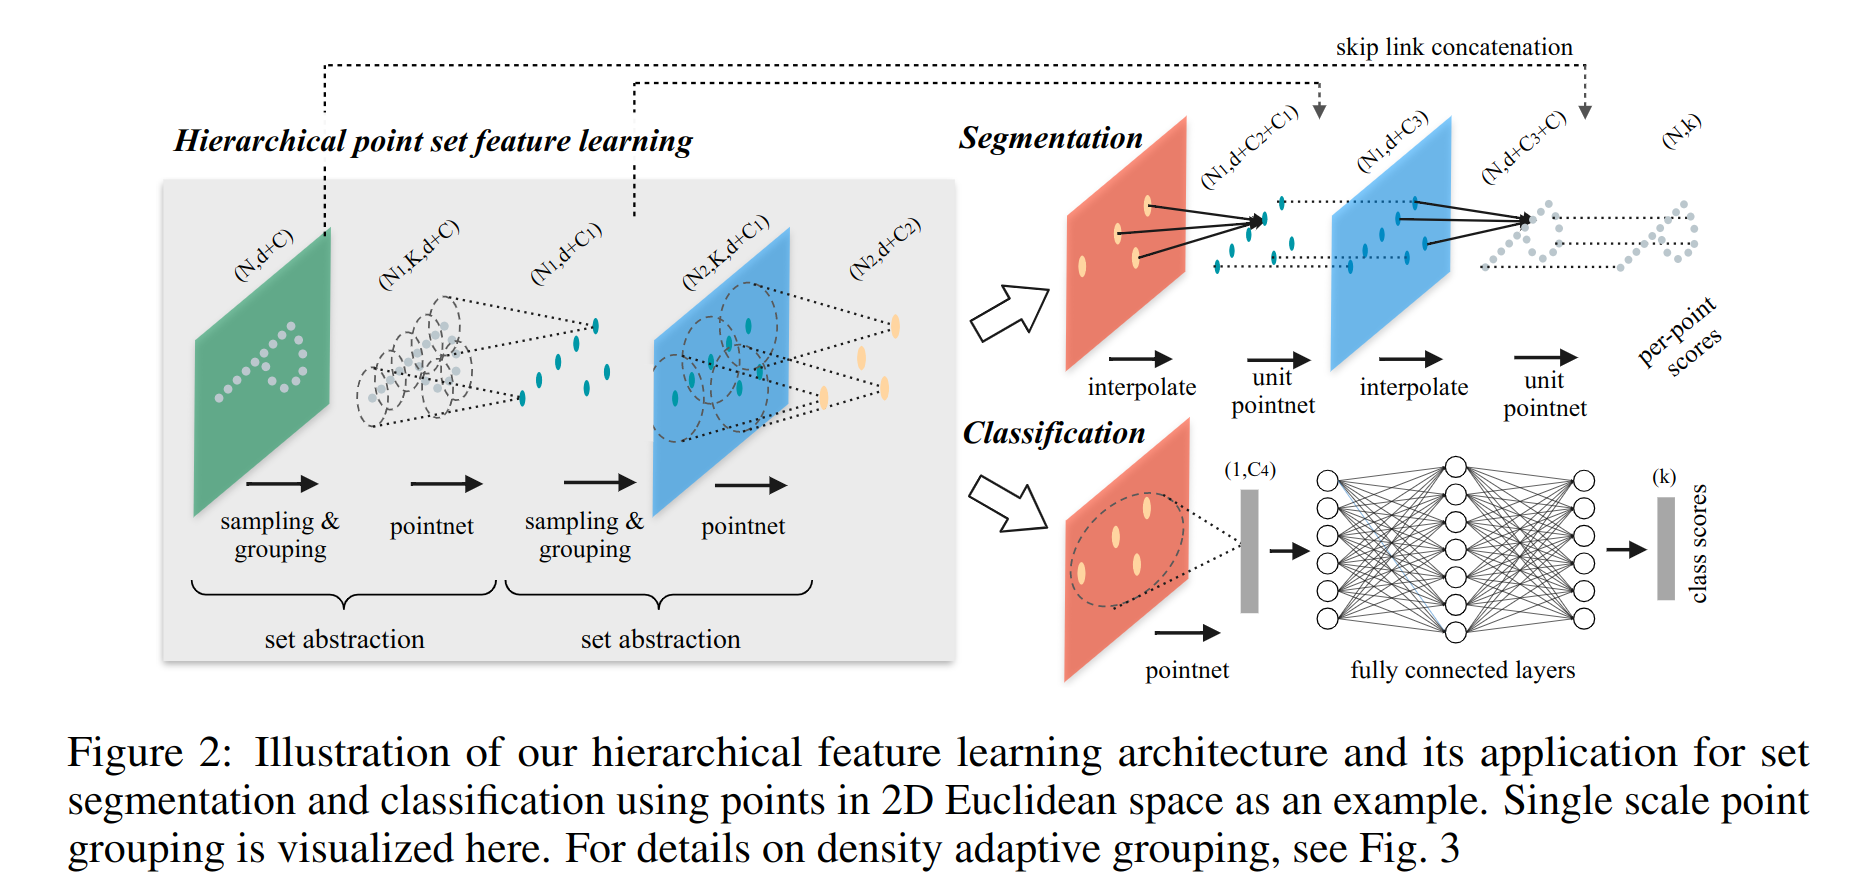 skip link concatenation
Hierarchical point set feature learning
(N,d+C)
(N1,K,d+C)
(N1,d+C1)
(N2,K,d+C1)
(N2,d+C2)
sampling &
grouping
pointnet
sampling &
grouping
pointnet
set abstraction
set abstraction
Segmentation
(N1,d+C2+C1)
(N1,d+C3)
(N,d+C3+C)
(N,k)
interpolate
unit
pointnet
interpolate
unit
pointnet
per-point
scores
Classification
(1,C4)
(k)
class scores
pointnet
fully connected layers
Figure 2: Illustration of our hierarchical feature learning architecture and its application for set
segmentation and classification using points in 2D Euclidean space as an example. Single scale point
grouping is visualized here. For details on density adaptive grouping, see Fig. 3